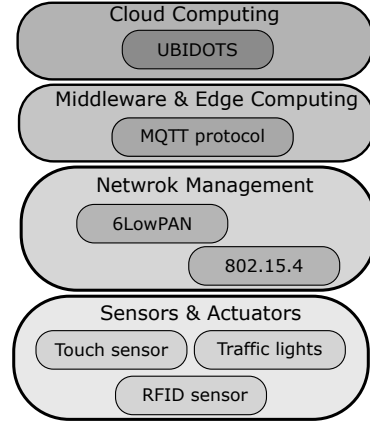 Cloud Computing
UBIDOTS
Middleware & Edge Computing
MQTT protocol
Netwrok Management
6LowPAN
802.15.4
Sensors & Actuators
Touch sensor
Traffic lights
RFID sensor